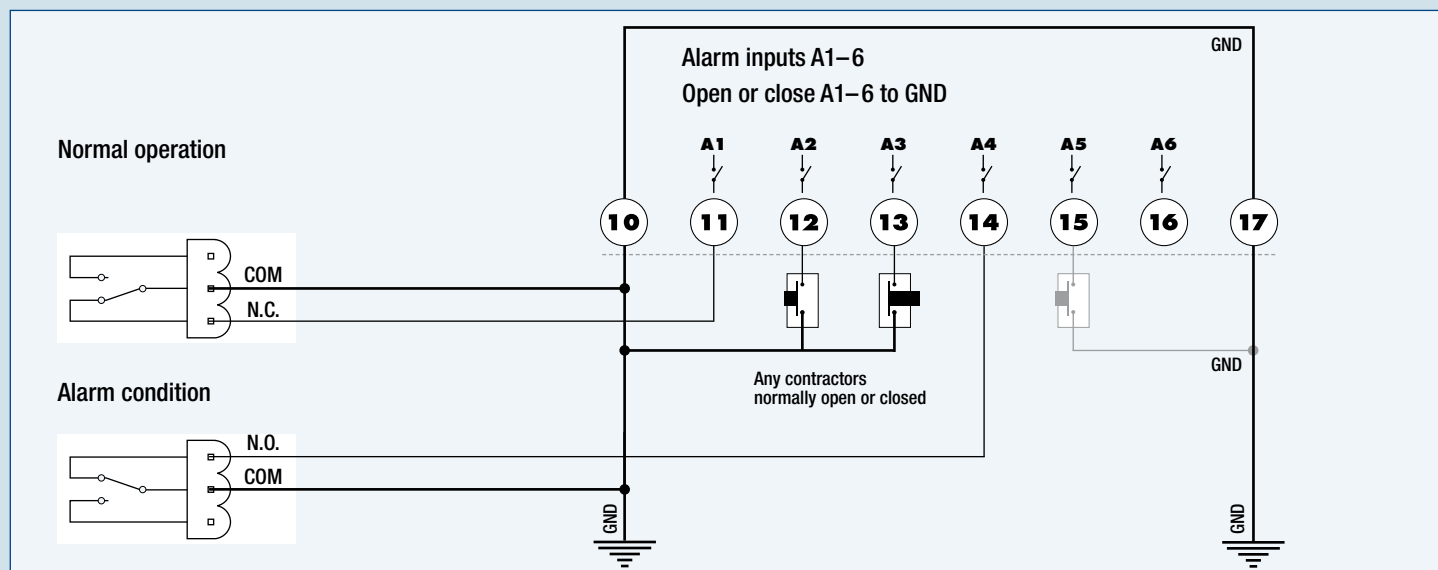 GND
Alarm inputs A1–6
Open or close A1–6 to GND
Normal operation
A1 A2 A3 A4 A5 A6
10 11 12 13 14 15 16 17
COM
N.C.
GND
Any contractors
normally open or closed
Alarm condition
N.O.
COM
GND
GND